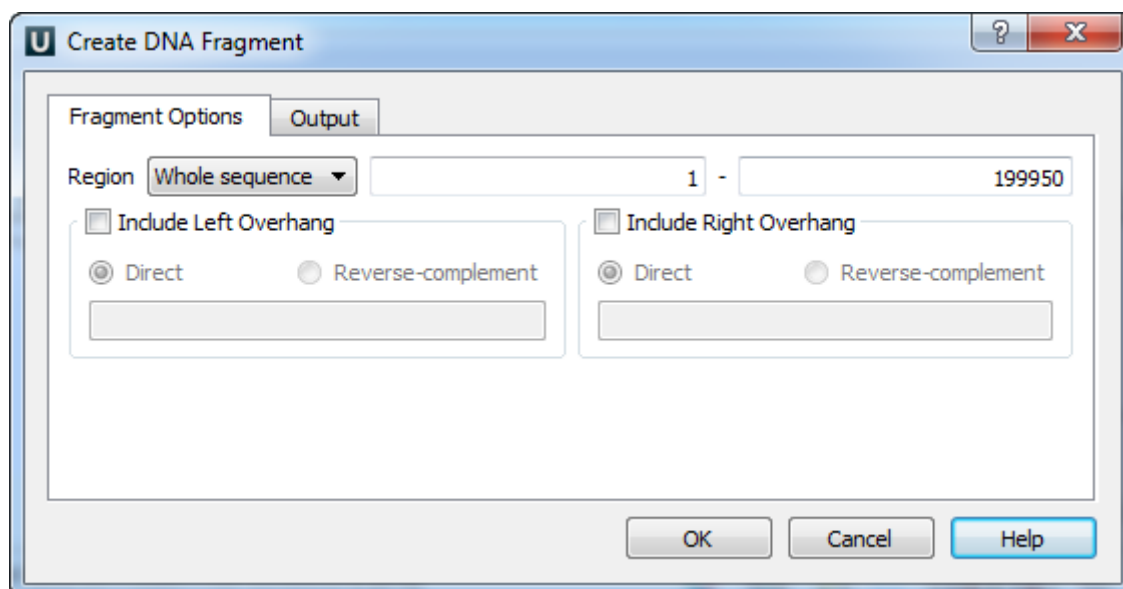 U Create DNA Fragment ? X
Fragment Options Output
Region Whole sequence 1 - 199950
Include Left Overhang Include Right Overhang
Direct Reverse-complement Direct Reverse-complement
OK Cancel Help